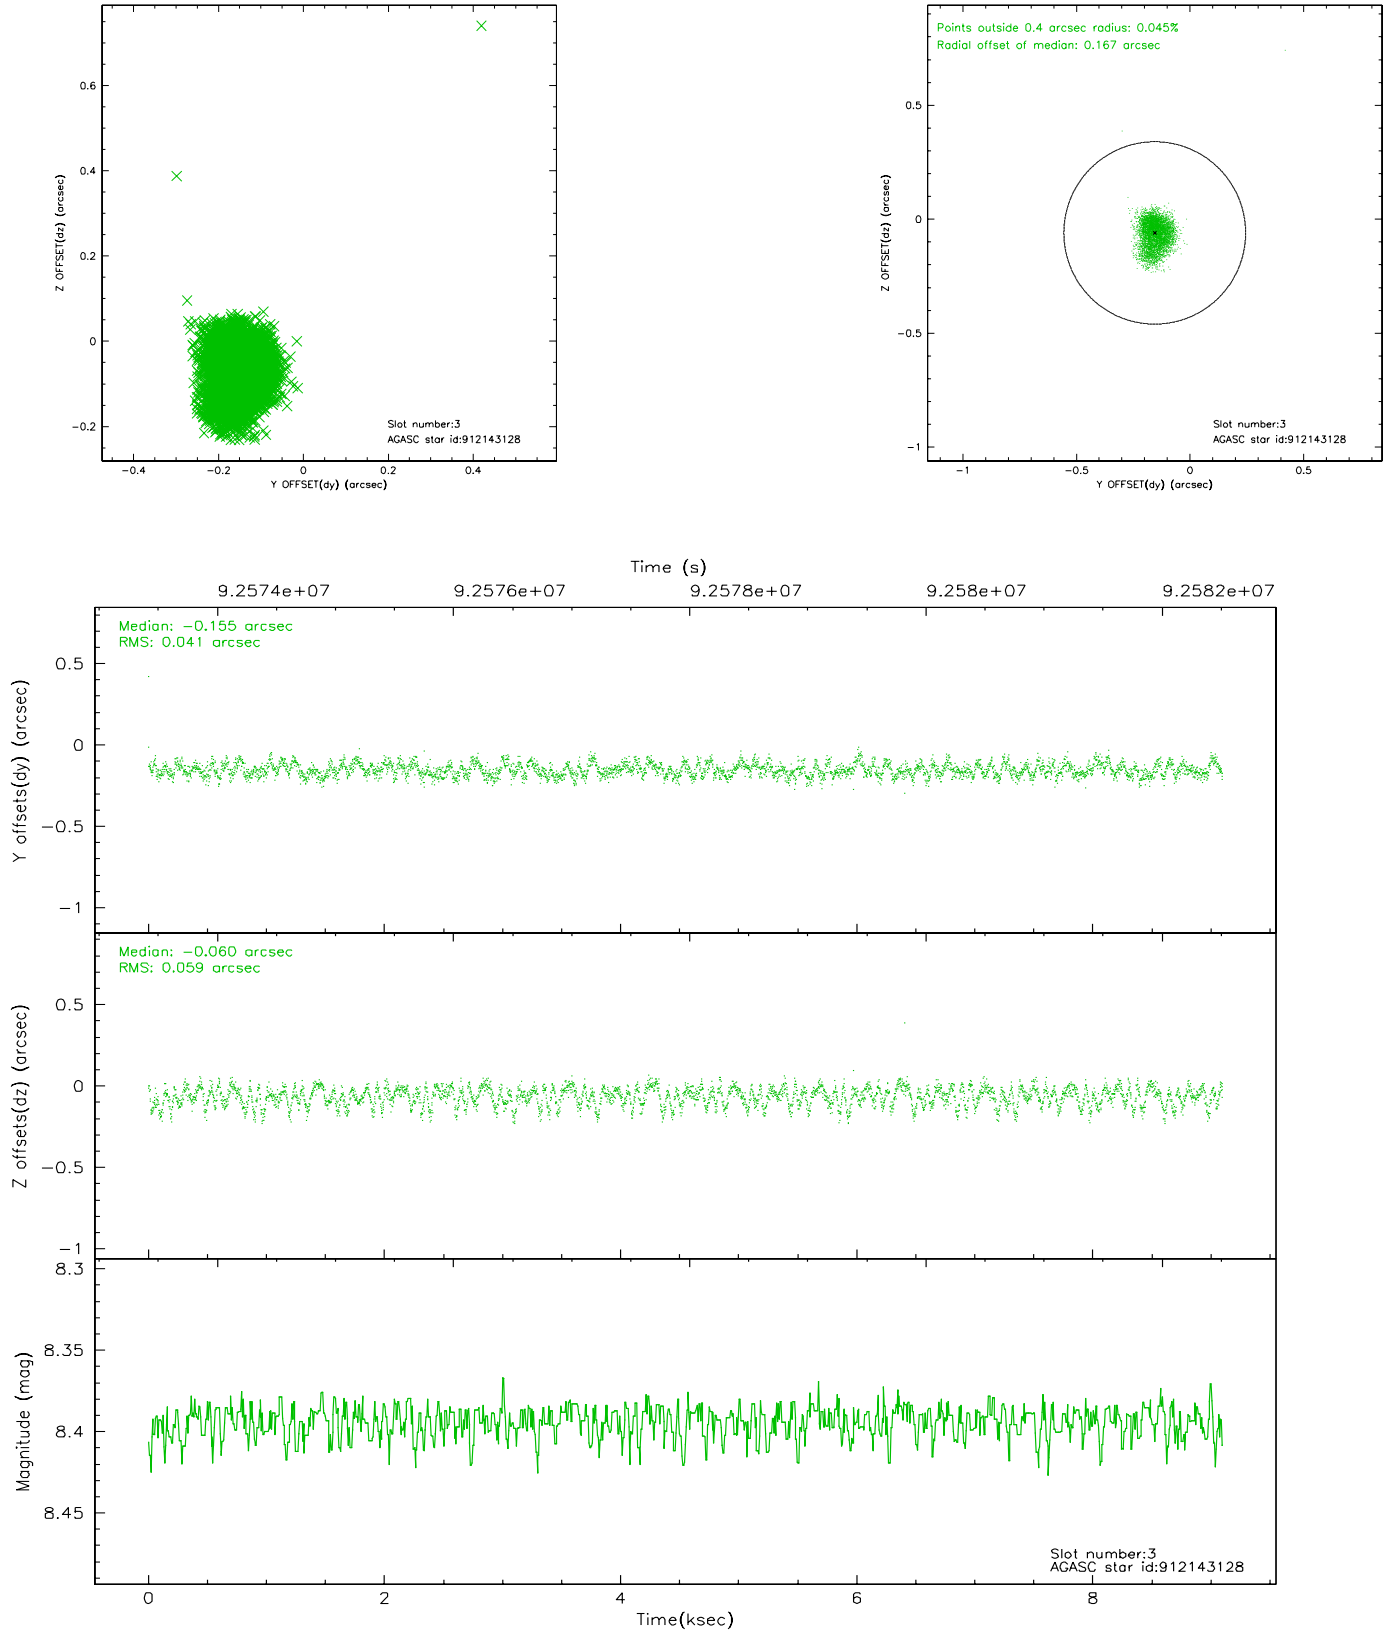 0.6
0.4
0.2
0
−0.2
Z OFFSET(dz) (arcsec)
Slot number:3
AGASC star id:912143128
−0.4 −0.2 0 0.2 0.4
Y OFFSET(dy) (arcsec)
Points outside 0.4 arcsec radius: 0.045%
Radial offset of median: 0.167 arcsec
0.5
0
−0.5
−1
Z OFFSET(dz) (arcsec)
Slot number:3
AGASC star id:912143128
−1 −0.5 0 0.5
Y OFFSET(dy) (arcsec)
Time (s)
9.2574e+07 9.2576e+07 9.2578e+07 9.258e+07 9.2582e+07
Median: −0.155 arcsec
RMS: 0.041 arcsec
0.5
0
−0.5
−1
Y offsets(dy) (arcsec)
Median: −0.060 arcsec
RMS: 0.059 arcsec
0.5
0
−0.5
−1
Z offsets(dz) (arcsec)
8.3
8.35
8.4
8.45
Magnitude (mag)
Slot number:3
AGASC star id:912143128
0 2 4 6 8
Time(ksec)